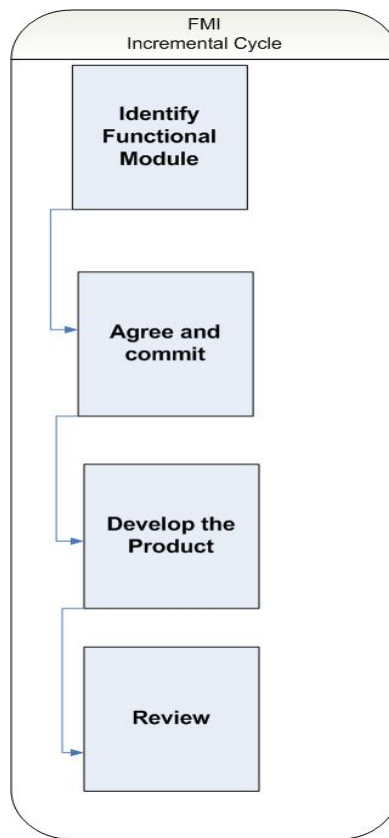 FMI
Incremental Cycle
Identify
Functional
Module
Agree and
commit
Develop the
Product
Review